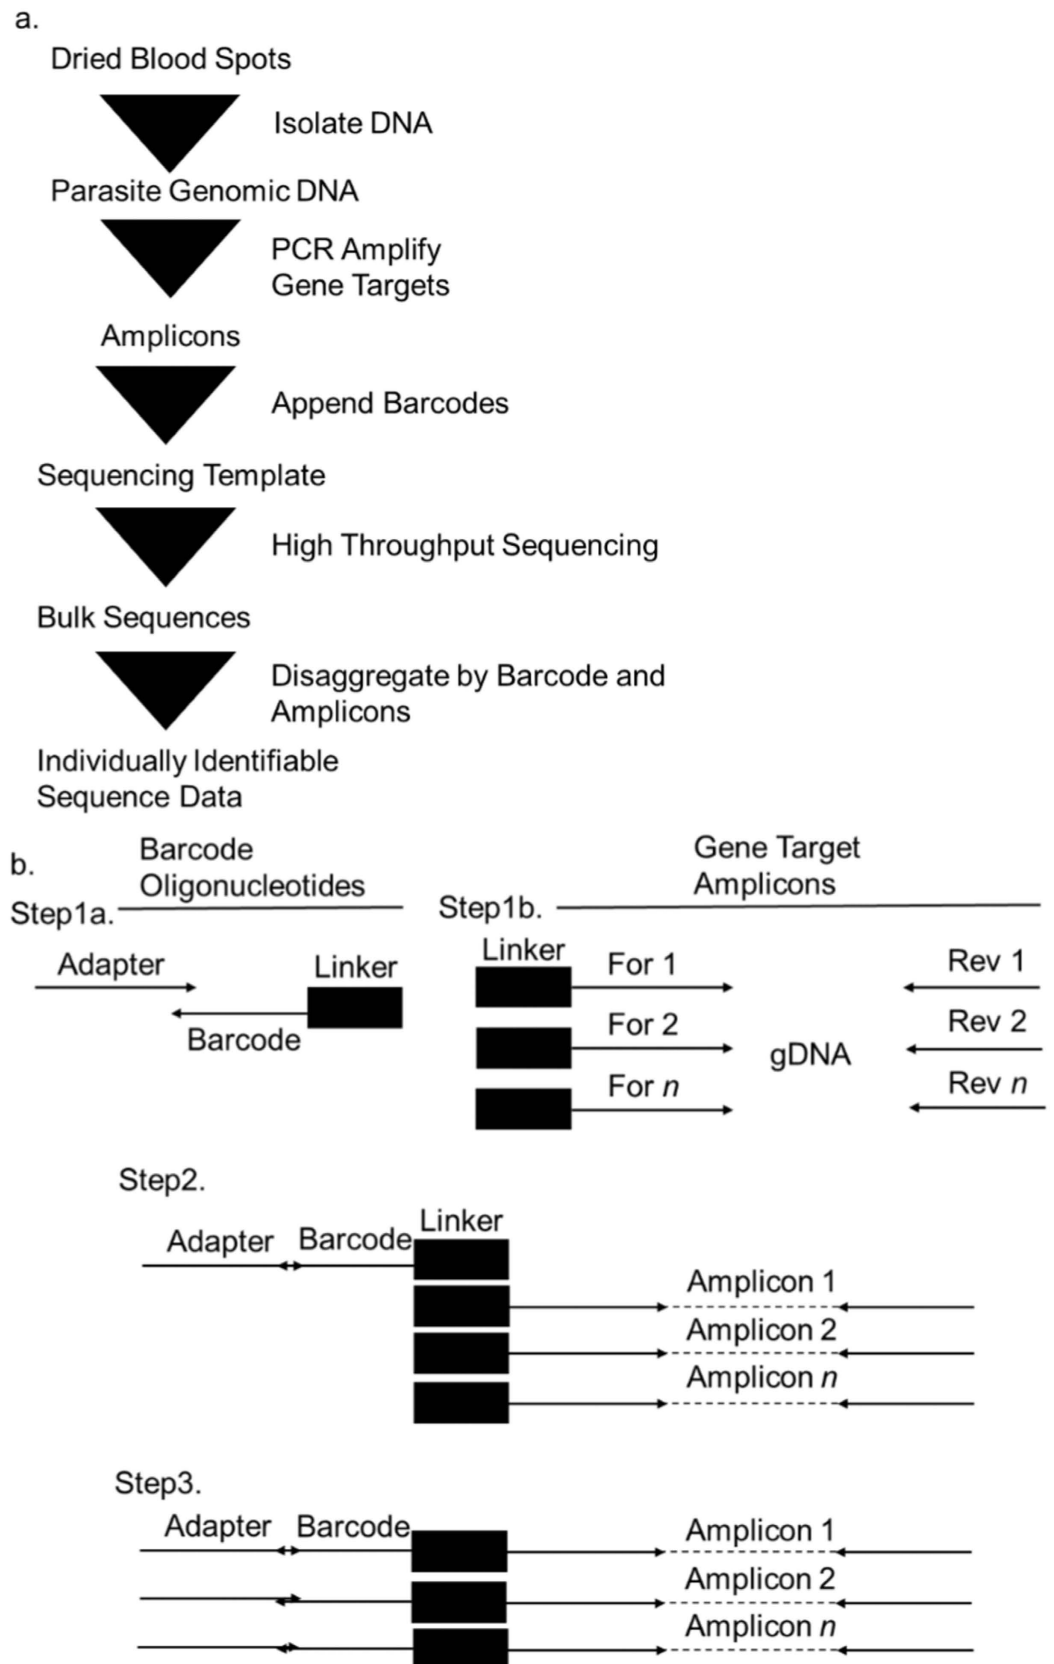 a.
Dried Blood Spots
Isolate DNA
Parasite Genomic DNA
PCR Amplify
Gene Targets
Amplicons
Append Barcodes
Sequencing Template
High Throughput Sequencing
Bulk Sequences
Disaggregate by Barcode and
Amplicons
Individually Identifiable
Sequence Data
b.
Barcode
Oligonucleotides
Step1a.
Adapter
Linker
Barcode
Gene Target
Amplicons
Step1b.
Linker
For 1
Rev 1
For 2
Rev 2
gDNA
For n
Rev n
Step2.
Adapter Barcode Linker
Amplicon 1
Amplicon 2
Amplicon n
Step3.
Adapter Barcode
Amplicon 1
Amplicon 2
Amplicon n